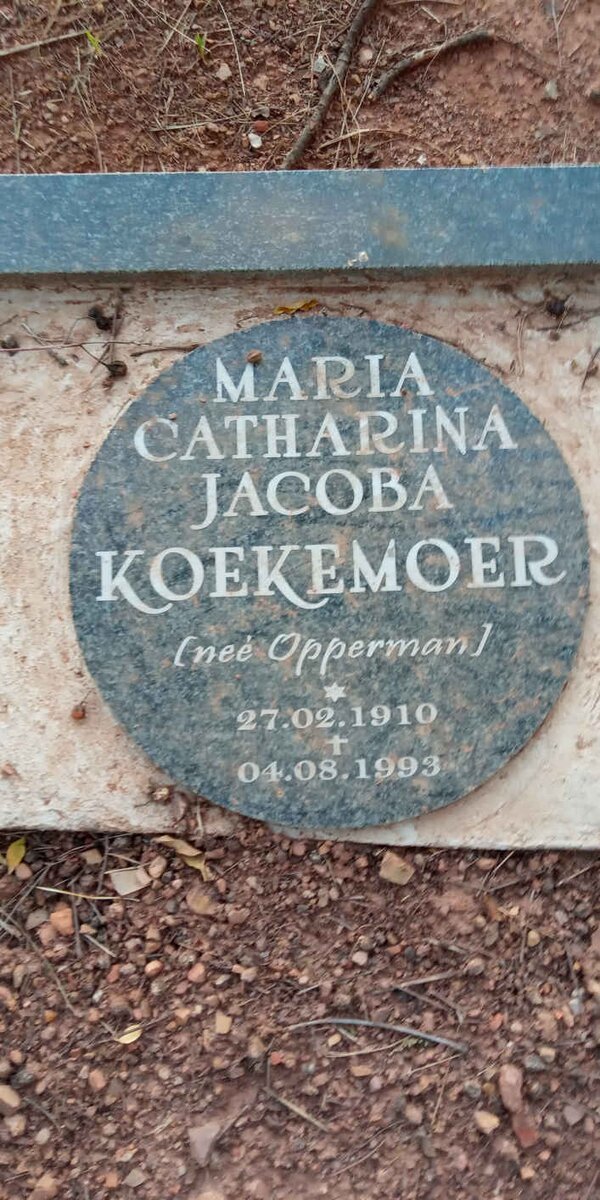 MARIA
CATHARINA
JACOBA
KOEKEMOER
(neé Opperman)
* 27.02.1910
† 04.08.1993